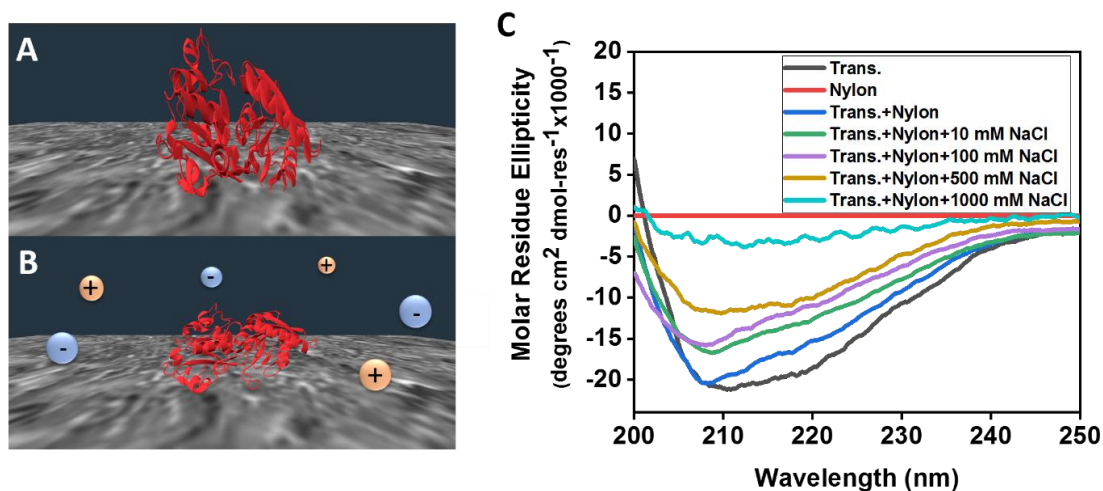 A
+
-
+
-
B
-
+
C
Molar Residue Ellipticity
(degrees cm² dmol-res⁻¹x1000⁻¹)
20
15
10
5
0
-5
-10
-15
-20
Trans.
Nylon
Trans.+Nylon
Trans.+Nylon+10 mM NaCl
Trans.+Nylon+100 mM NaCl
Trans.+Nylon+500 mM NaCl
Trans.+Nylon+1000 mM NaCl
200 210 220 230 240 250
Wavelength (nm)